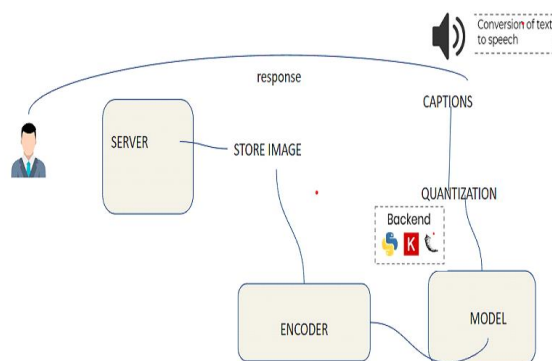 Conversion of text
to speech
response
CAPTIONS
SERVER
STORE IMAGE
QUANTIZATION
Backend
K
ENCODER
MODEL